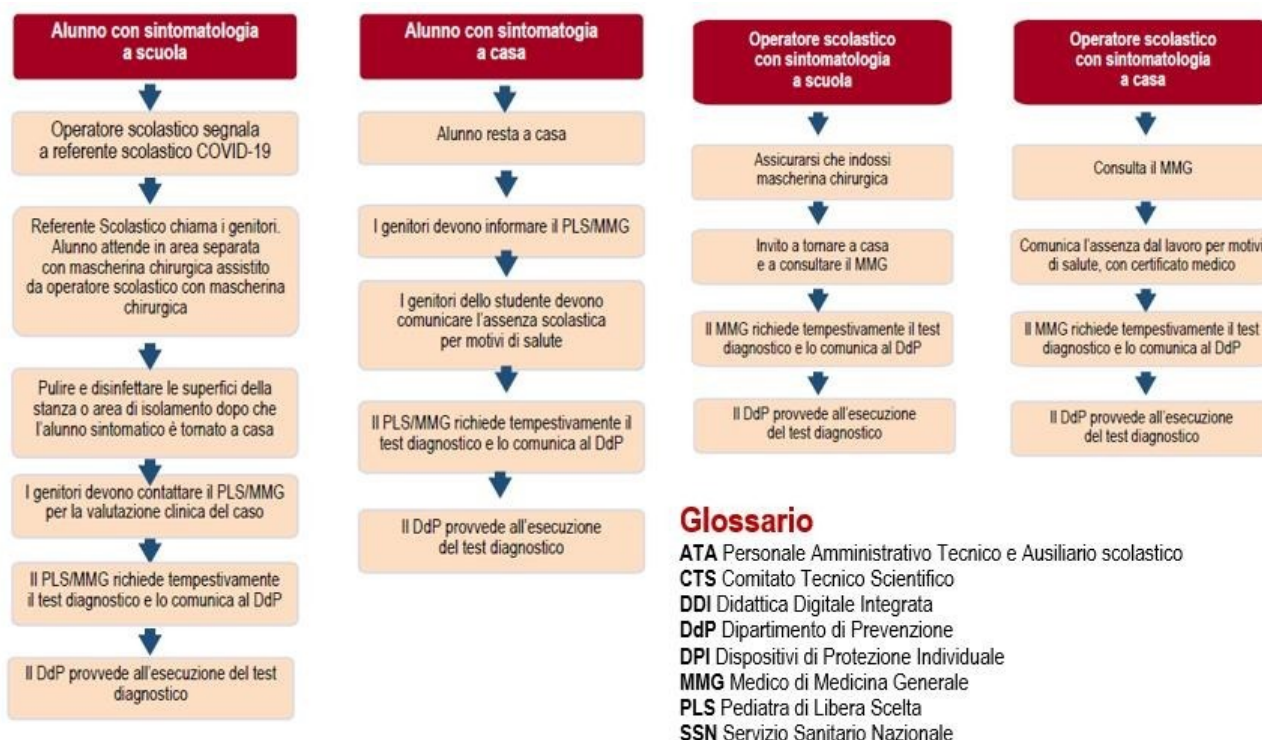 Alunno con sintomatologia
a scuola
Operatore scolastico segnala
a referente scolastico COVID-19
Referente Scolastico chiama i genitori.
Alunno attende in area separata
con mascherina chirurgica assistito
da operatore scolastico con mascherina
chirurgica
Pulire e disinfettare le superfici della
stanza o area di isolamento dopo che
l'alunno sintomatico è tornato a casa
I genitori devono contattare il PLS/MMG
per la valutazione clinica del caso
Il PLS/MMG richiede tempestivamente
il test diagnostico e lo comunica al DdP
Il DdP provvede all'esecuzione del test
diagnostico
Alunno con sintomatogia
a casa
Alunno resta a casa
I genitori devono informare il PLS/MMG
I genitori dello studente devono
comunicare l'assenza scolastica
per motivi di salute
Il PLS/MMG richiede tempestivamente il
test diagnostico e lo comunica al DdP
Il DdP provvede all'esecuzione
del test diagnostico
Operatore scolastico
con sintomatologia
a scuola
Assicurarsi che indossi
mascherina chirurgica
Invito a tornare a casa
e a consultare il MMG
Il MMG richiede tempestivamente il test
diagnostico e lo comunica al DdP
Il DdP provvede all'esecuzione
del test diagnostico
Operatore scolastico
con sintomatologia
a casa
Consulta il MMG
Comunica l'assenza dal lavoro per motivi
di salute, con certificato medico
Il MMG richiede tempestivamente il test
diagnostico e lo comunica al DdP
Il DdP provvede all'esecuzione
del test diagnostico
Glossario
ATA Personale Amministrativo Tecnico e Ausiliario scolastico
CTS Comitato Tecnico Scientifico
DDI Didattica Digitale Integrata
DdP Dipartimento di Prevenzione
DPI Dispositivi di Protezione Individuale
MMG Medico di Medicina Generale
PLS Pediatra di Libera Scelta
SSN Servizio Sanitario Nazionale